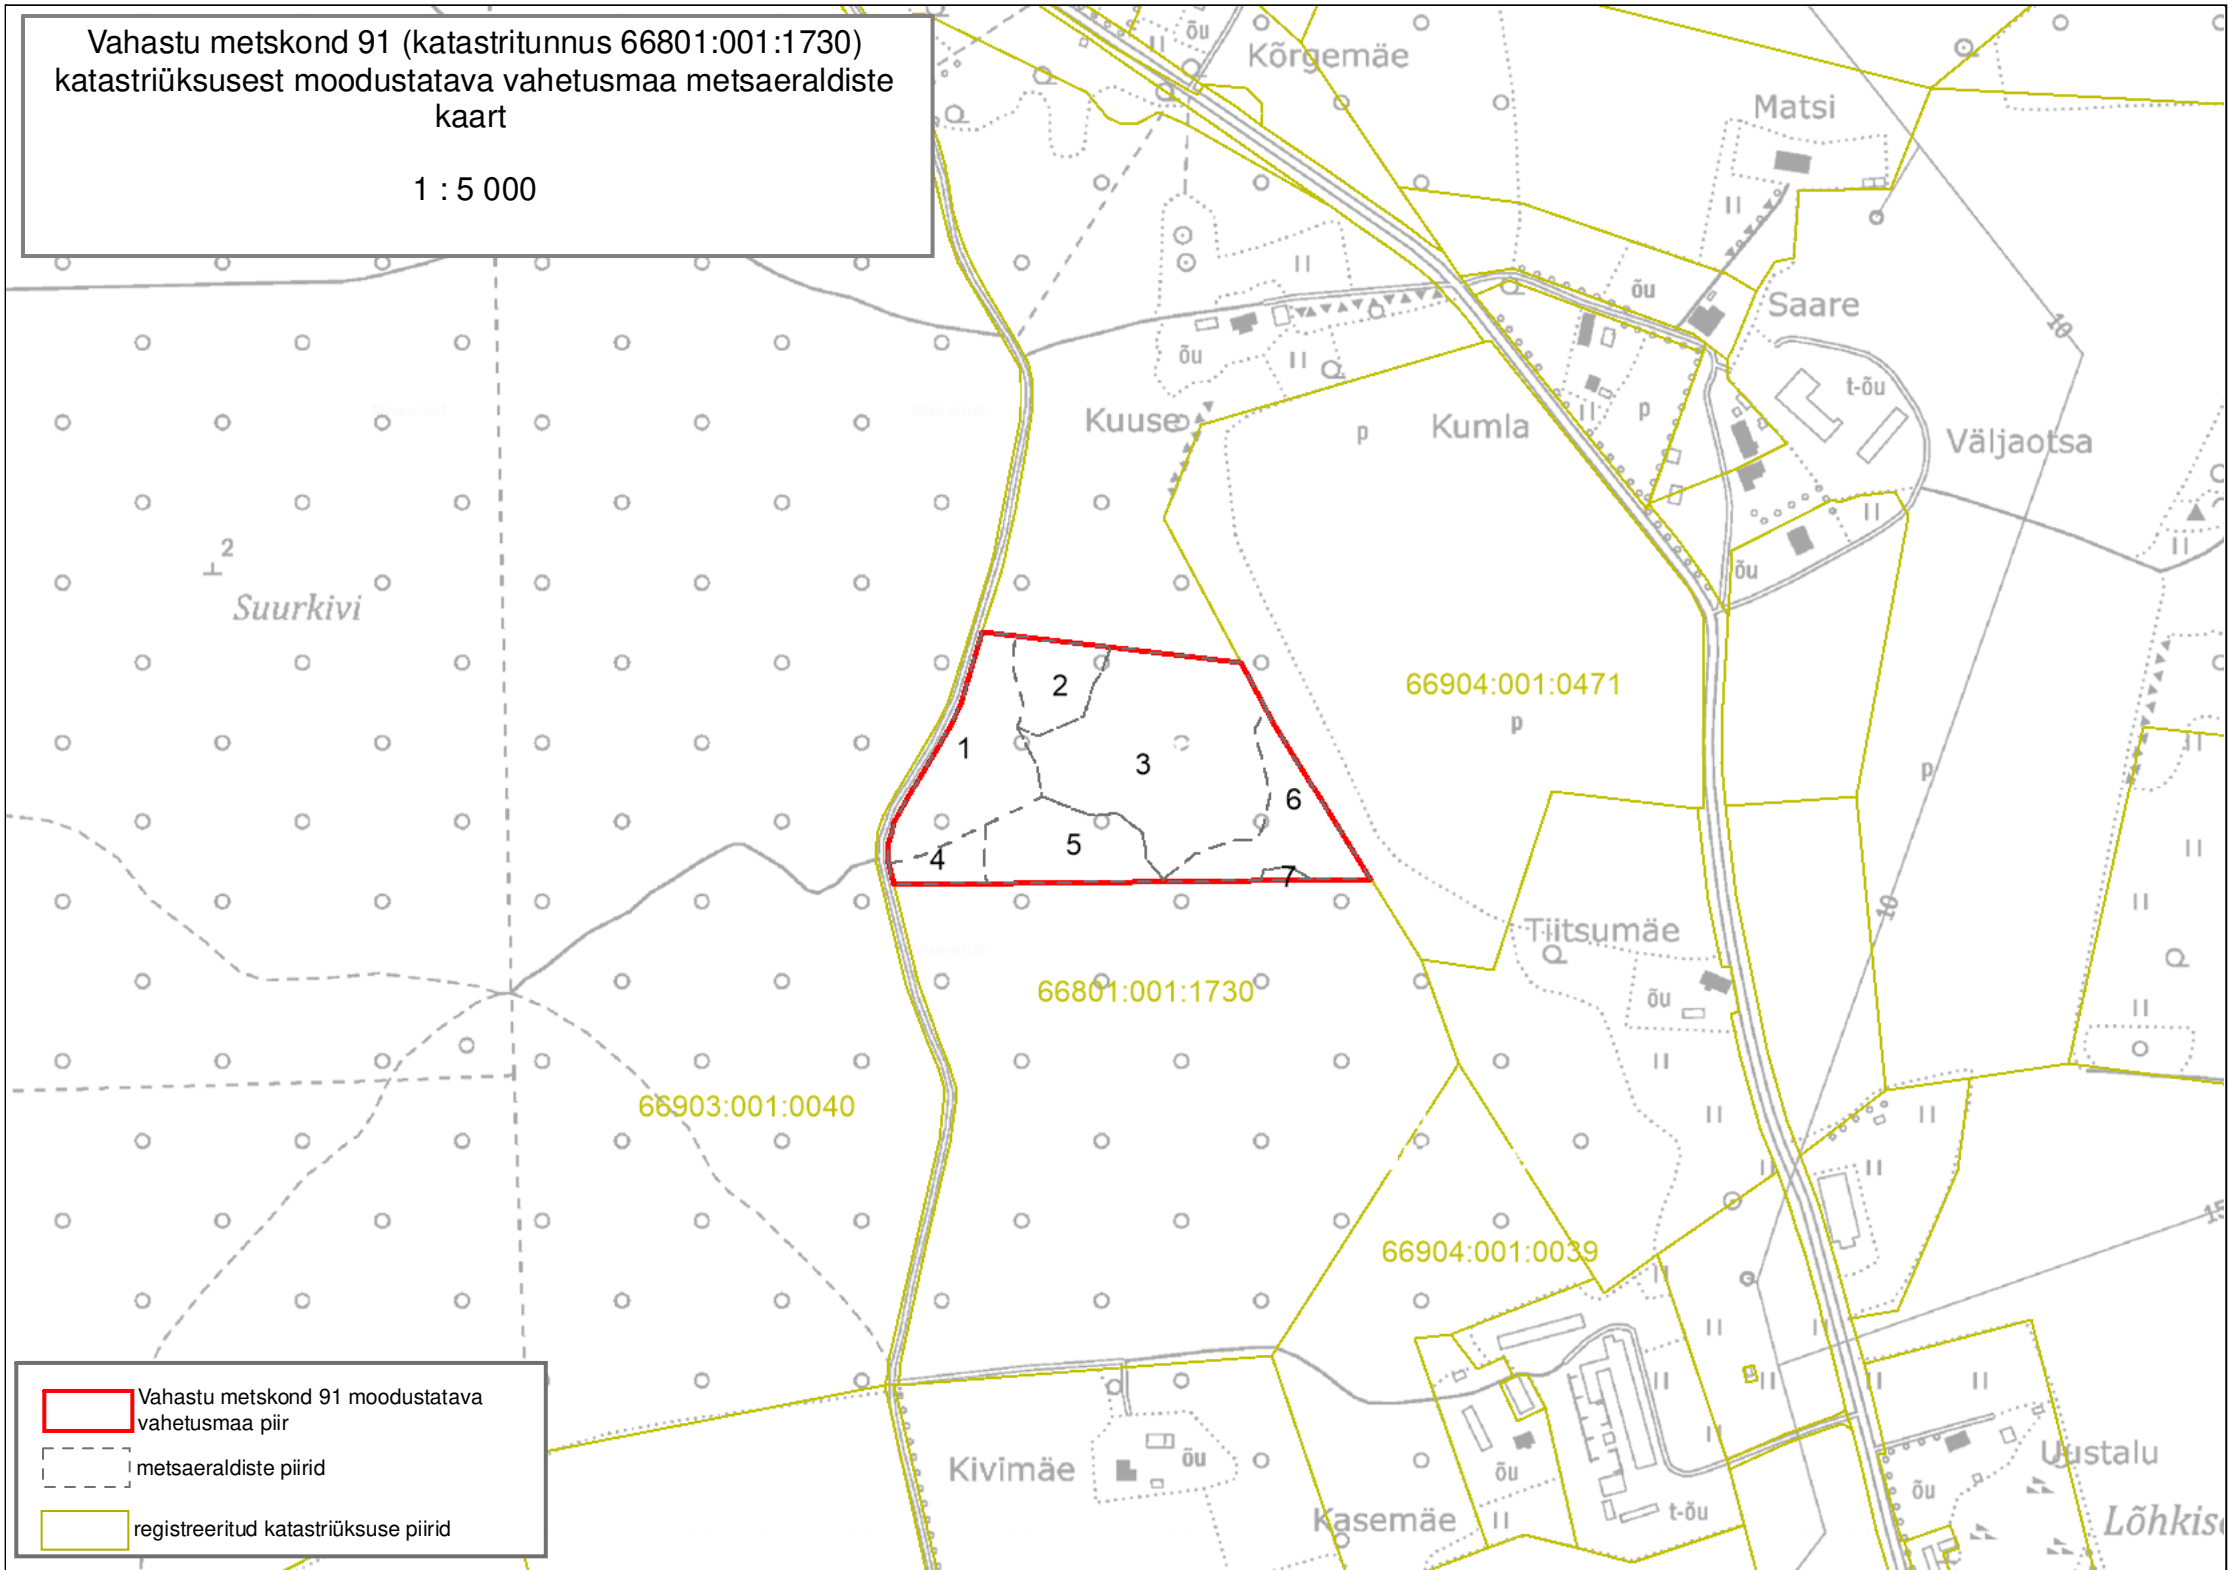 Vahastu metskond 91 (katastritunnus 66801:001:1730)
katastriüksusest moodustatava vahetusmaa metsaeraldiste
kaart
1 : 5 000
õu
Kõrgemäe
Matsi
õu
Saare
10
õu
t-õu
Kuuse
p
Kumla
p
Väljaotsa
2
Suurkivi
õu
2
66904:001:0471
p
1
3
p
6
4
5
7
10
Tiitsumäe
66801:001:1730
õu
66903:001:0040
15
66904:001:0039
Vahastu metskond 91 moodustatava
vahetusmaa piir
metsaeraldiste piirid
registreeritud katastriüksuse piirid
Kivimäe
õu
õu
Uustalu
õu
Kasemäe
t-õu
Lõhkis